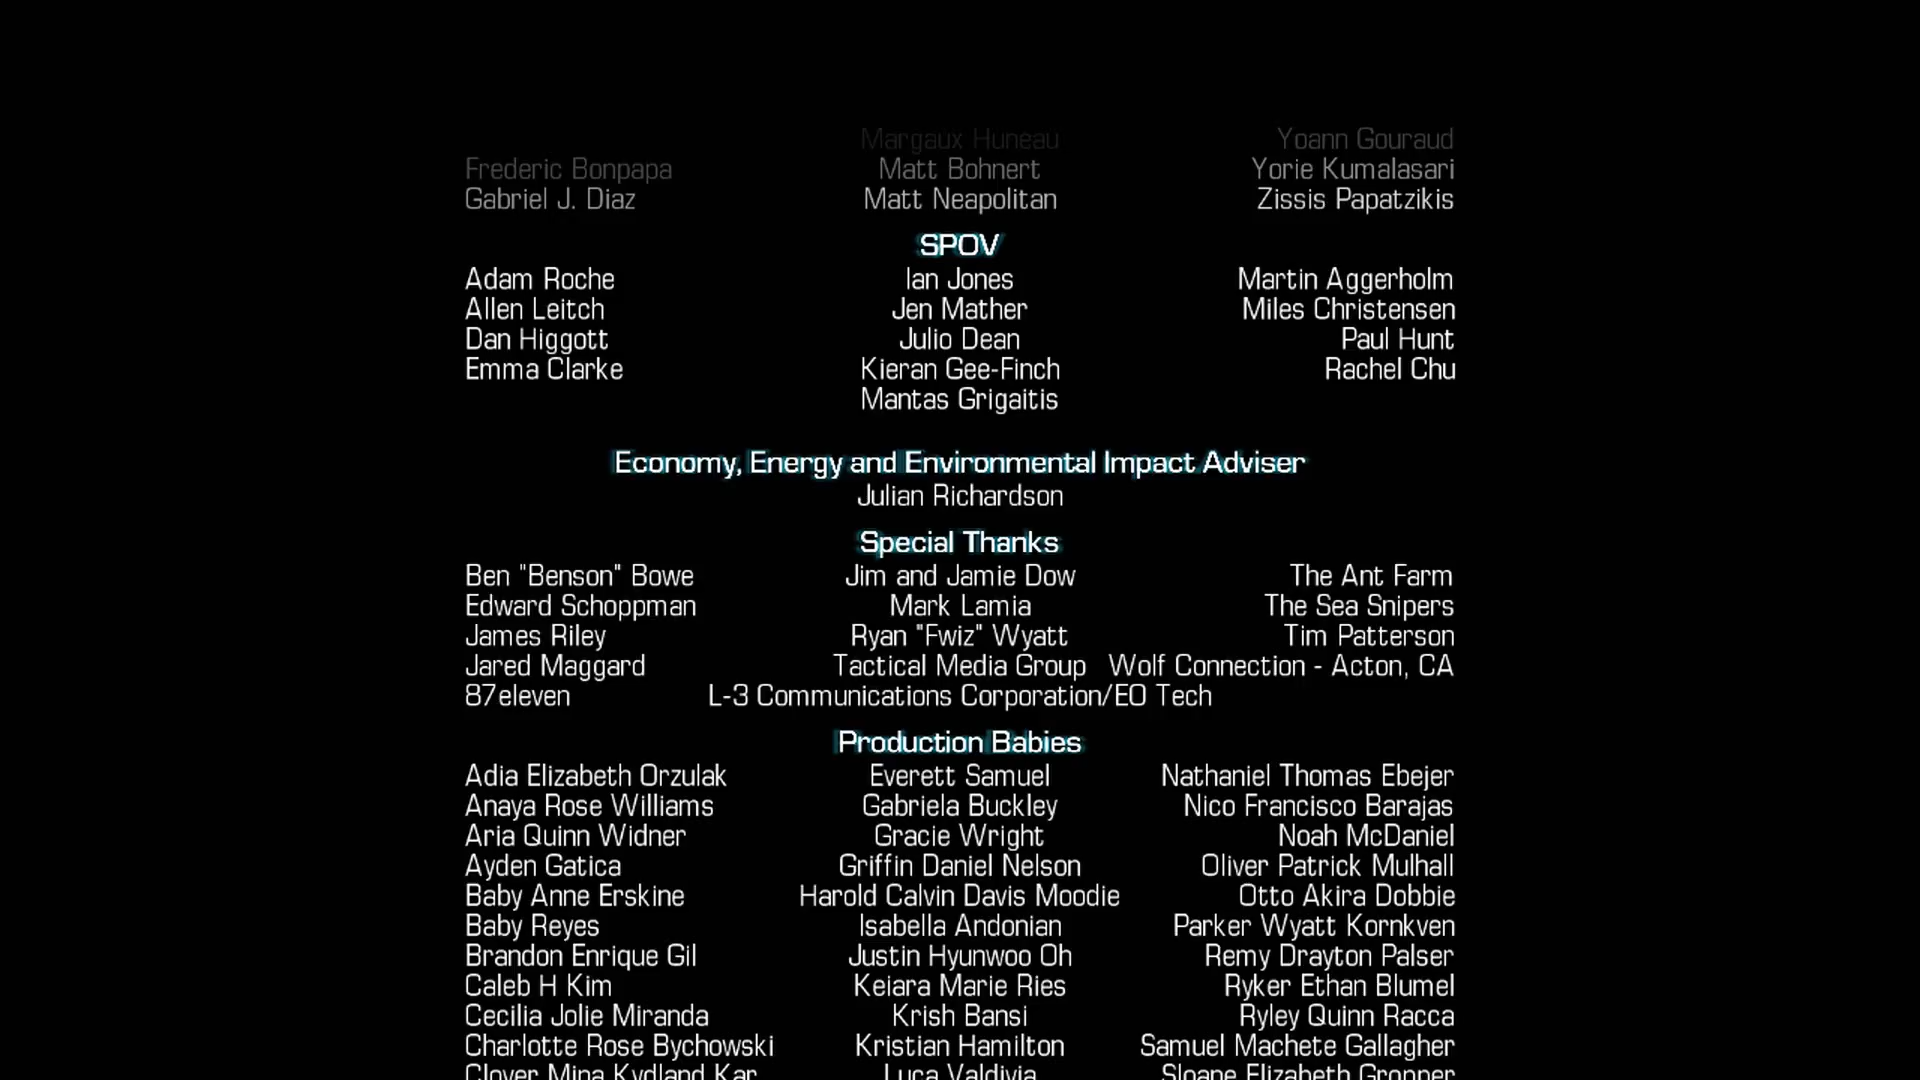 Margaux Huneau Yoann Gouraud
Frederic Bonpapa Matt Bohnert Yorie Kumalasari
Gabriel J. Diaz Matt Neapolitan Zissis Papatzikis
SPOV
Adam Roche Ian Jones Martin Aggerholm
Allen Leitch Jen Mather Miles Christensen
Dan Higgott Julio Dean Paul Hunt
Emma Clarke Kieran Gee-Finch Rachel Chu
Mantas Grigaitis
Economy, Energy and Environmental Impact Adviser
Julian Richardson
Special Thanks
Ben "Benson" Bowe Jim and Jamie Dow The Ant Farm
Edward Schoppman Mark Lamia The Sea Snipers
James Riley Ryan "Fwiz" Wyatt Tim Patterson
Jared Maggard Tactical Media Group Wolf Connection - Acton, CA
87eleven L-3 Communications Corporation/EO Tech
Production Babies
Adia Elizabeth Orzulak Everett Samuel Nathaniel Thomas Ebejer
Anaya Rose Williams Gabriela Buckley Nico Francisco Barajas
Aria Quinn Widner Gracie Wright Noah McDaniel
Ayden Gatica Griffin Daniel Nelson Oliver Patrick Mulhall
Baby Anne Erskine Harold Calvin Davis Moodie Otto Akira Dobbie
Baby Reyes Isabella Andonian Parker Wyatt Kornkven
Brandon Enrique Gil Justin Hyunwoo Oh Remy Drayton Palser
Caleb H Kim Keiara Marie Ries Ryker Ethan Blumel
Cecilia Jolie Miranda Krish Bansi Ryley Quinn Racca
Charlotte Rose Bychowski Kristian Hamilton Samuel Machete Gallagher
Clover Mina Kydland Kar Luca Valdivia Sloane Elizabeth Gropper